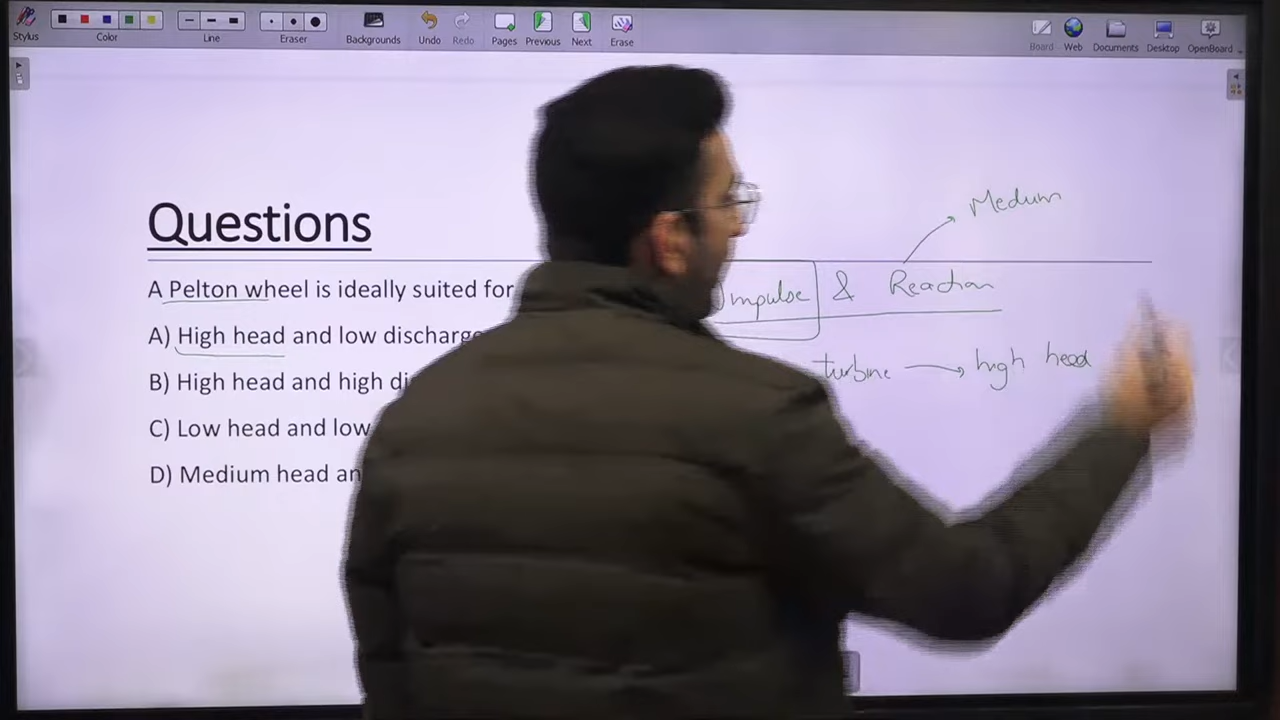 Stylus
Color
Line
Eraser
Backgrounds
Undo
Redo
Pages
Previous
Next
Erase
Board
Web
Documents
Desktop
OpenBoard
Questions
A Pelton wheel is ideally suited for
A) High head and low discharge
B) High head and high
C) Low head and low
D) Medium head
Medium
Impulse & Reaction
turbine → high head